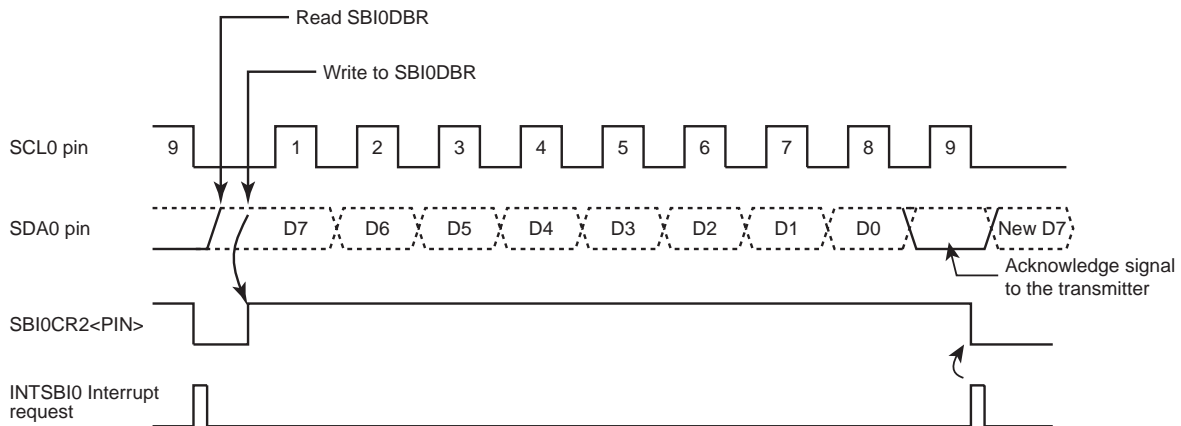 Read SBI0DBR
Write to SBI0DBR
SCL0 pin 9 1 2 3 4 5 6 7 8 9
SDA0 pin D7 D6 D5 D4 D3 D2 D1 D0 New D7
Acknowledge signal
to the transmitter
SBI0CR2<PIN>
INTSBI0 Interrupt
request